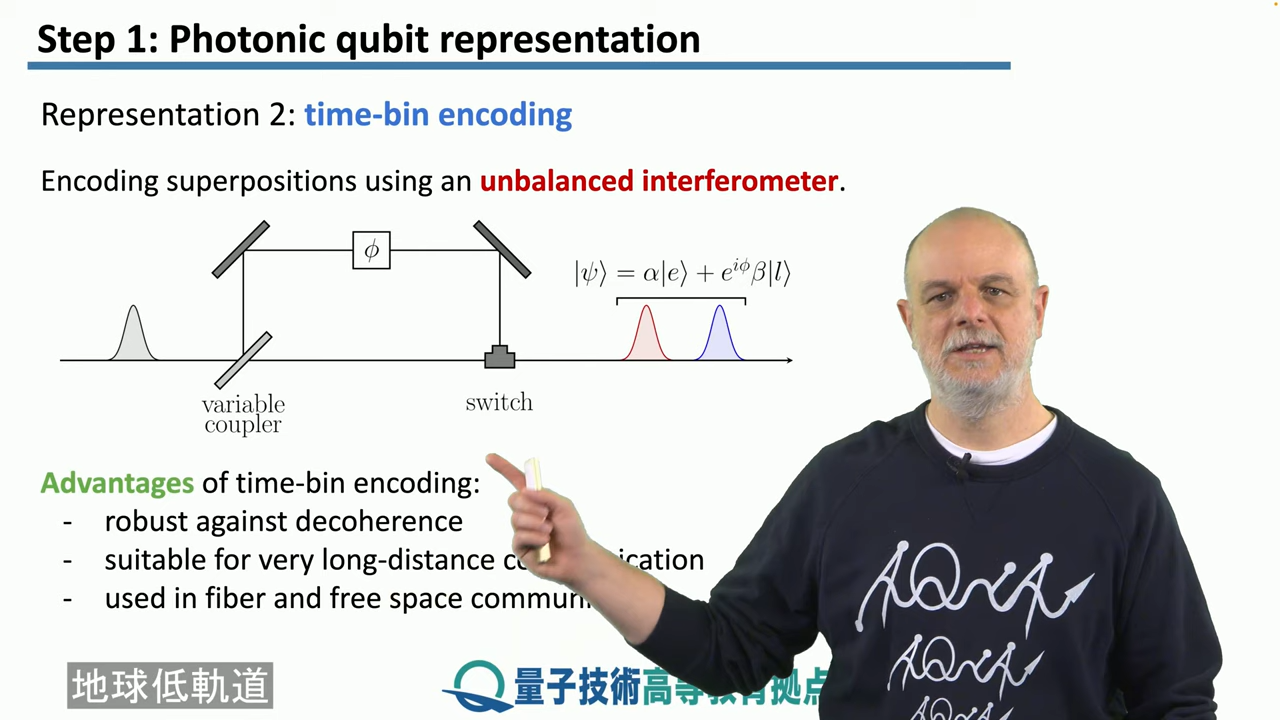 Step 1: Photonic qubit representation
Representation 2: time-bin encoding
Encoding superpositions using an unbalanced interferometer.
ϕ
|ψ⟩ = α|e⟩ + e^{iϕ}β|l⟩
variable
coupler
switch
Advantages of time-bin encoding:
- robust against decoherence
- suitable for very long-distance
- used in fiber and free space
地球低軌道
量子技術高等教育拠点